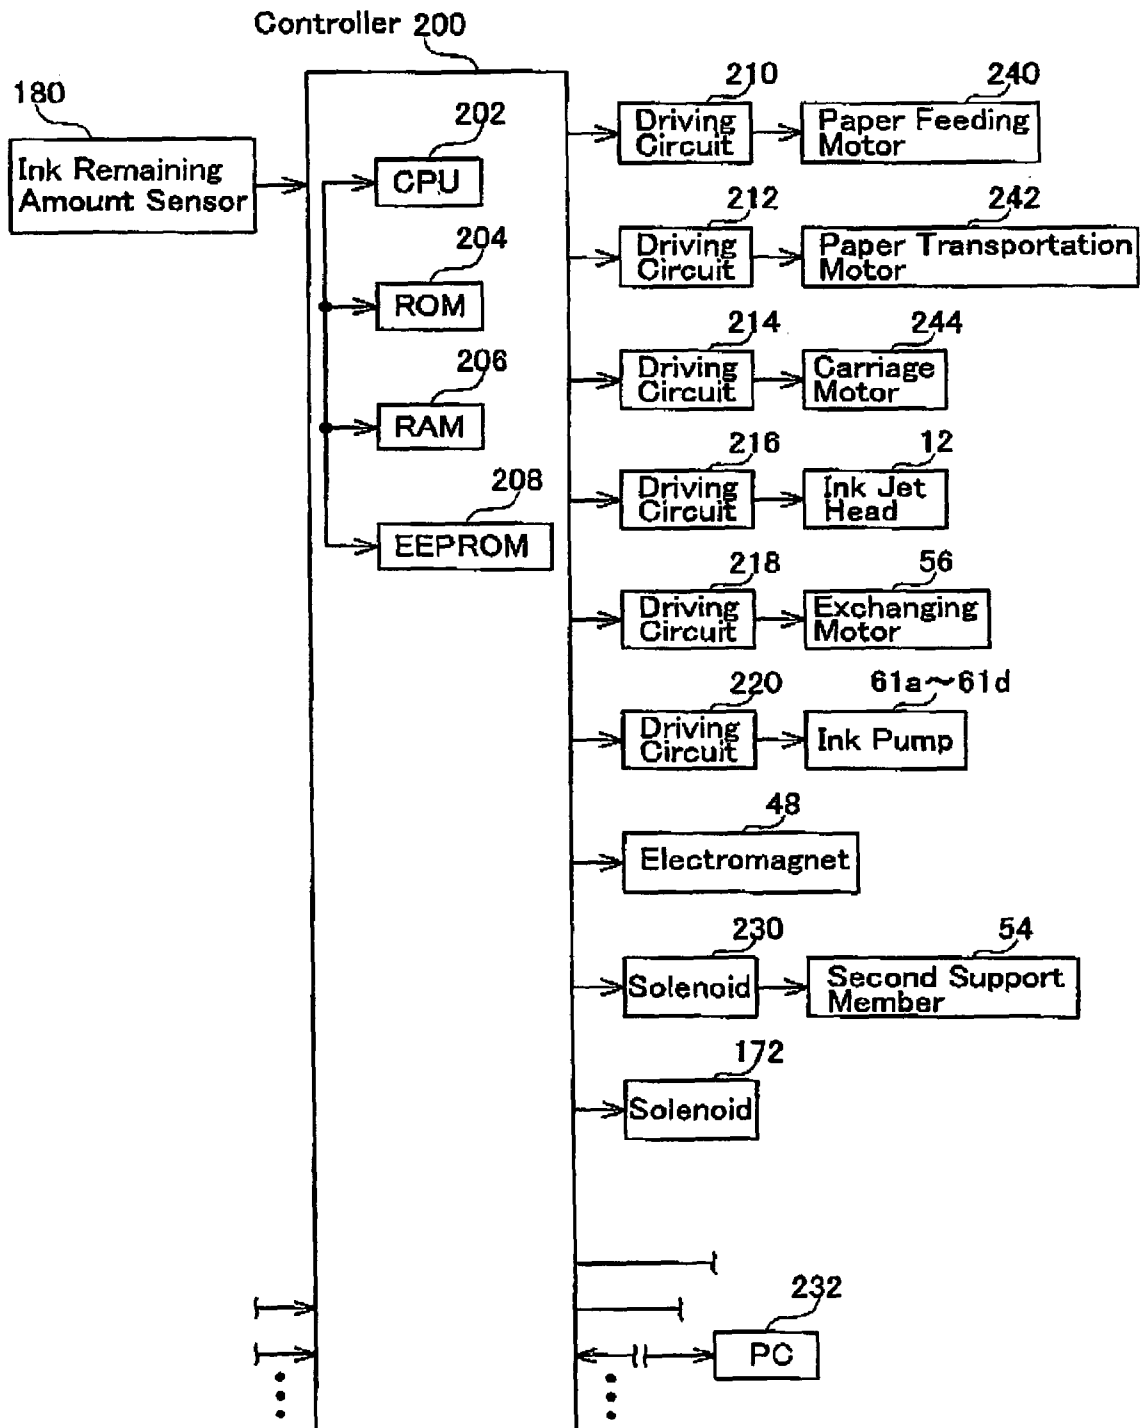 Controller 200
180
Ink Remaining
Amount Sensor
202
CPU
204
ROM
206
RAM
208
EEPROM
210
Driving
Circuit
240
Paper Feeding
Motor
212
Driving
Circuit
242
Paper Transportation
Motor
214
Driving
Circuit
244
Carriage
Motor
216
Driving
Circuit
12
Ink Jet
Head
218
Driving
Circuit
56
Exchanging
Motor
220
Driving
Circuit
61a～61d
Ink Pump
48
Electromagnet
230
Solenoid
54
Second Support
Member
172
Solenoid
232
PC